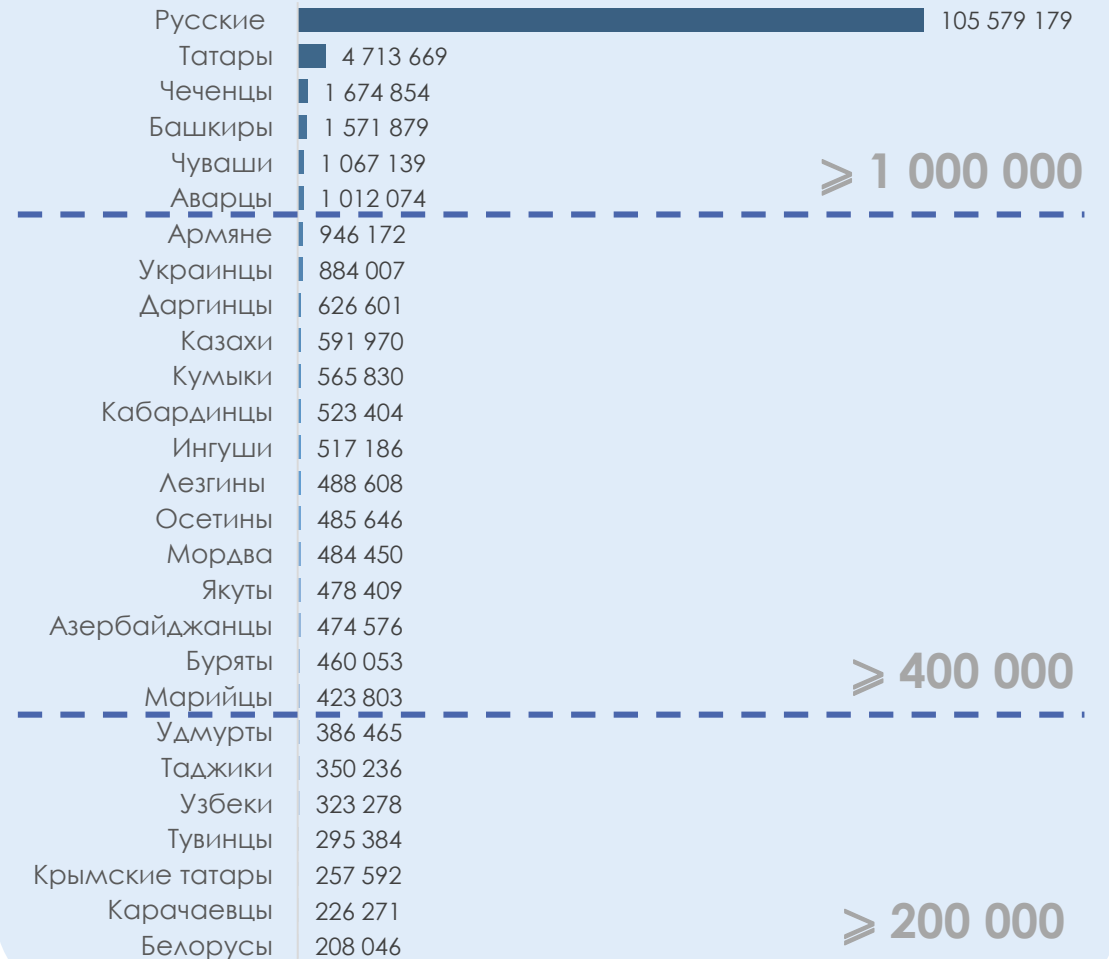 Русские 105 579 179
Татары 4 713 669
Чеченцы 1 674 854
Башкиры 1 571 879
Чуваши 1 067 139
⩾ 1 000 000
Аварцы 1 012 074
Армяне 946 172
Украинцы 884 007
Даргинцы 626 601
Казахи 591 970
Кумыки 565 830
Кабардинцы 523 404
Ингуши 517 186
Лезгины 488 608
Осетины 485 646
Мордва 484 450
Якуты 478 409
Азербайджанцы 474 576
Буряты 460 053
⩾ 400 000
Марийцы 423 803
Удмурты 386 465
Таджики 350 236
Узбеки 323 278
Тувинцы 295 384
Крымские татары 257 592
Карачаевцы 226 271
⩾ 200 000
Белорусы 208 046